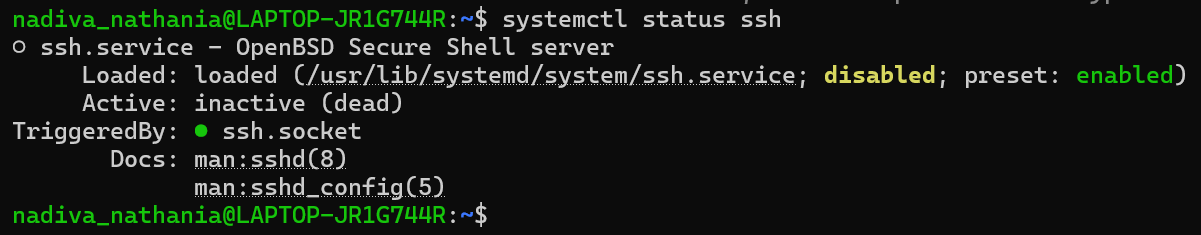 nadiva_nathania@LAPTOP-JR1G744R:~$ systemctl status ssh
○ ssh.service - OpenBSD Secure Shell server
     Loaded: loaded (/usr/lib/systemd/system/ssh.service; disabled; preset: enabled)
     Active: inactive (dead)
TriggeredBy: ● ssh.socket
       Docs: man:sshd(8)
             man:sshd_config(5)
nadiva_nathania@LAPTOP-JR1G744R:~$